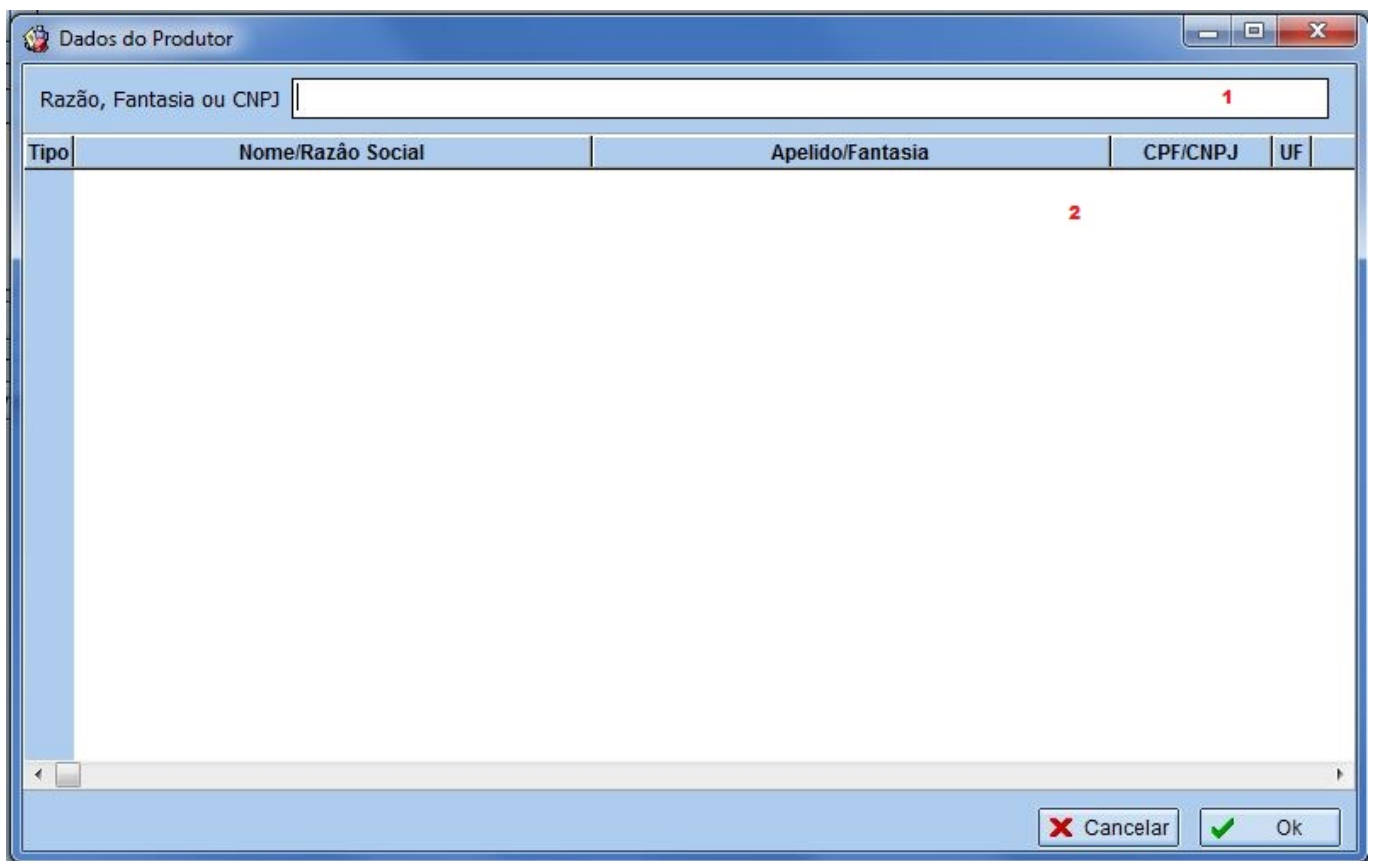 Dados do Produtor
Razão, Fantasia ou CNPJ 1
Tipo Nome/Razâo Social Apelido/Fantasia CPF/CNPJ UF
2
Cancelar Ok